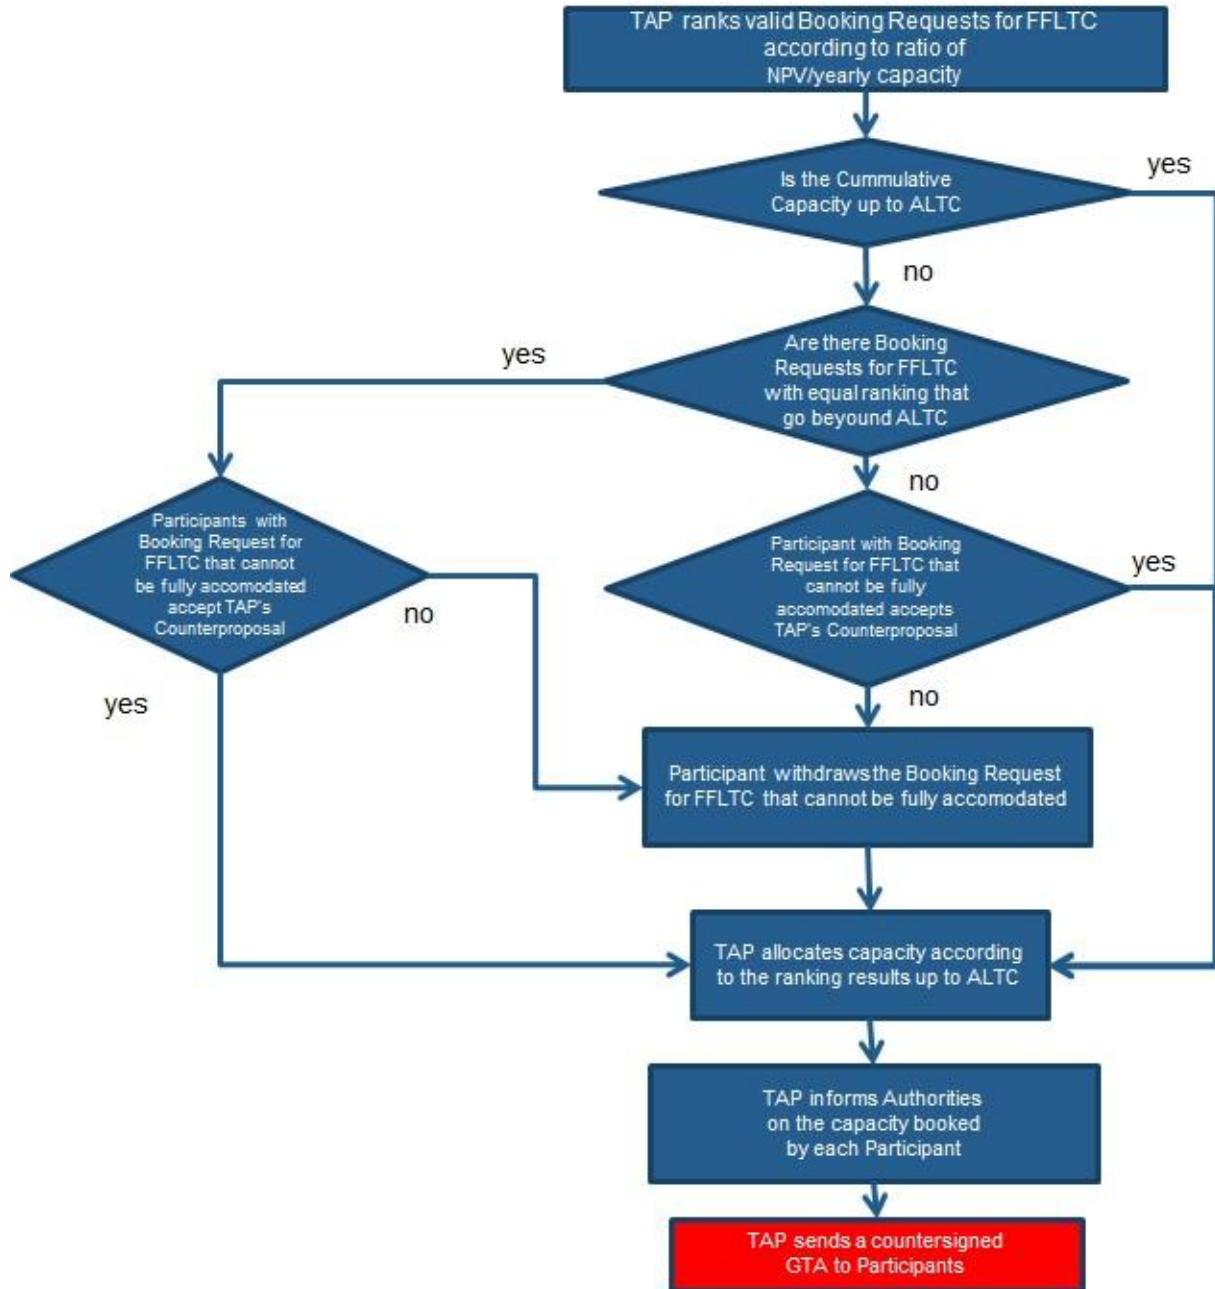 TAP ranks valid Booking Requests for FFLTC
according to ratio of
NPV/yearly capacity
yes
Is the Cummulative
Capacity up to ALTC
no
yes
Are there Booking
Requests for FFLTC
with equal ranking that
go beyound ALTC
no
Participants with
Booking Request for
FFLTC that cannot
be fully accomodated
accept TAP's
Counterproposal
no
yes
Participant with Booking
Request for FFLTC that
cannot be fully
accomodated accepts
TAP's Counterproposal
yes
no
Participant withdraws the Booking Request
for FFLTC that cannot be fully accomodated
TAP allocates capacity according
to the ranking results up to ALTC
TAP informs Authorities
on the capacity booked
by each Participant
TAP sends a countersigned
GTA to Participants